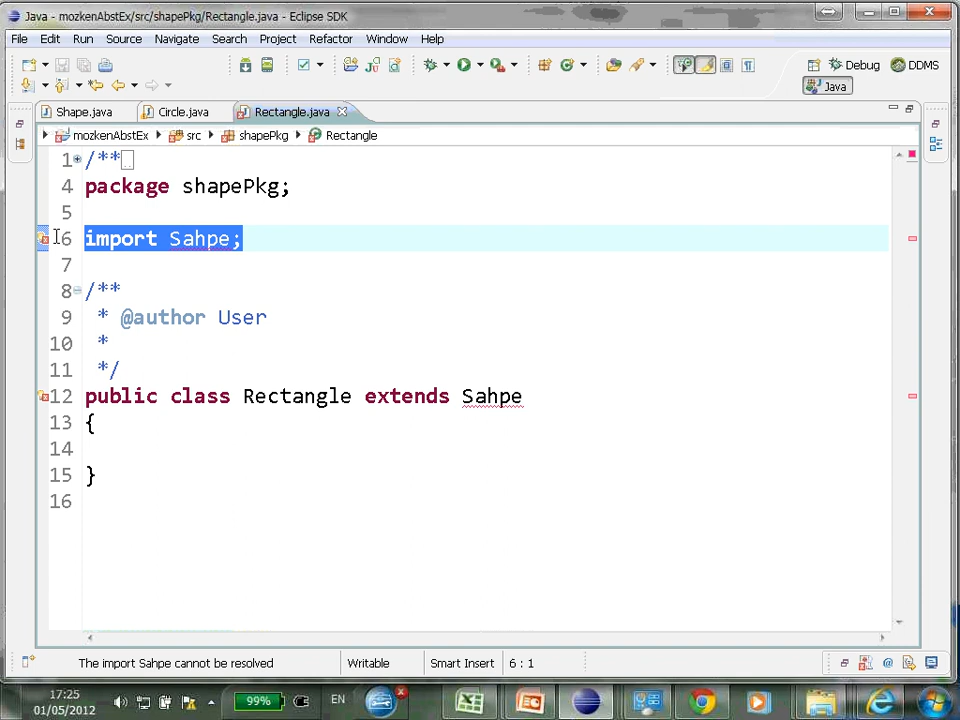 Java - mozkenAbstEx/src/shapePkg/Rectangle.java - Eclipse SDK
File Edit Run Source Navigate Search Project Refactor Window Help
Debug DDMS
Java
Shape.java Circle.java Rectangle.java
mozkenAbstEx src shapePkg Rectangle
1 /**
4 package shapePkg;
5
6 import Sahpe;
7
8 /**
9 * @author User
10 *
11 */
12 public class Rectangle extends Sahpe
13 {
14
15 }
16
The import Sahpe cannot be resolved Writable Smart Insert 6 : 1
17:25
01/05/2012
99%
EN